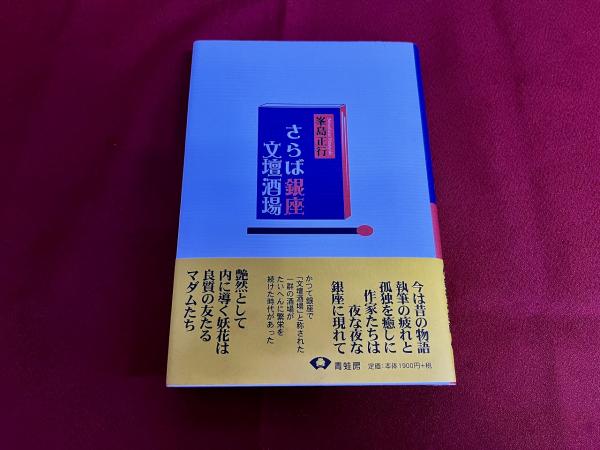 峯島正行
さらば銀座
文壇酒場
今は昔の物語
執筆の疲れと
孤独を癒しに
作家たちは
夜な夜な
銀座に現れて
かつて銀座で
「文壇酒場」と称された
一群の酒場が
たいへんに繁栄を
続けた時代があった
艶然として
内に導く妖花は
良質の友たる
マダムたち
青蛙房
定価:本体1900円+税